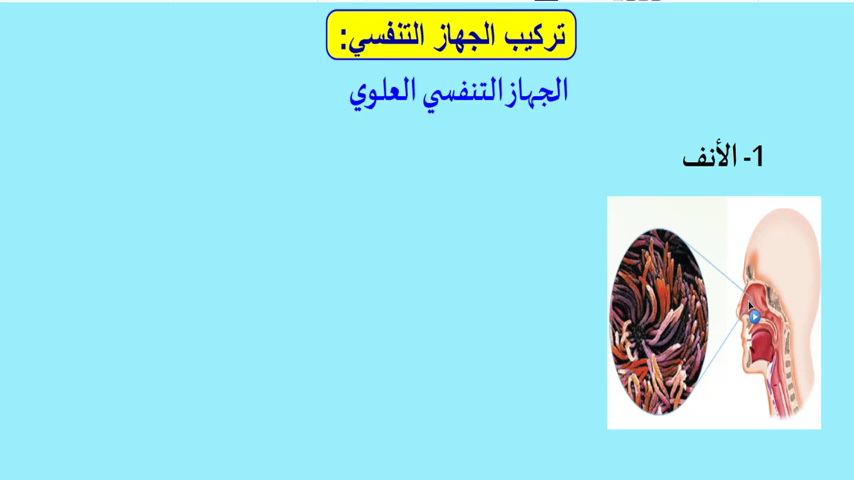 تركيب الجهاز التنفسي:
الجهاز التنفسي العلوي
1- الأنف